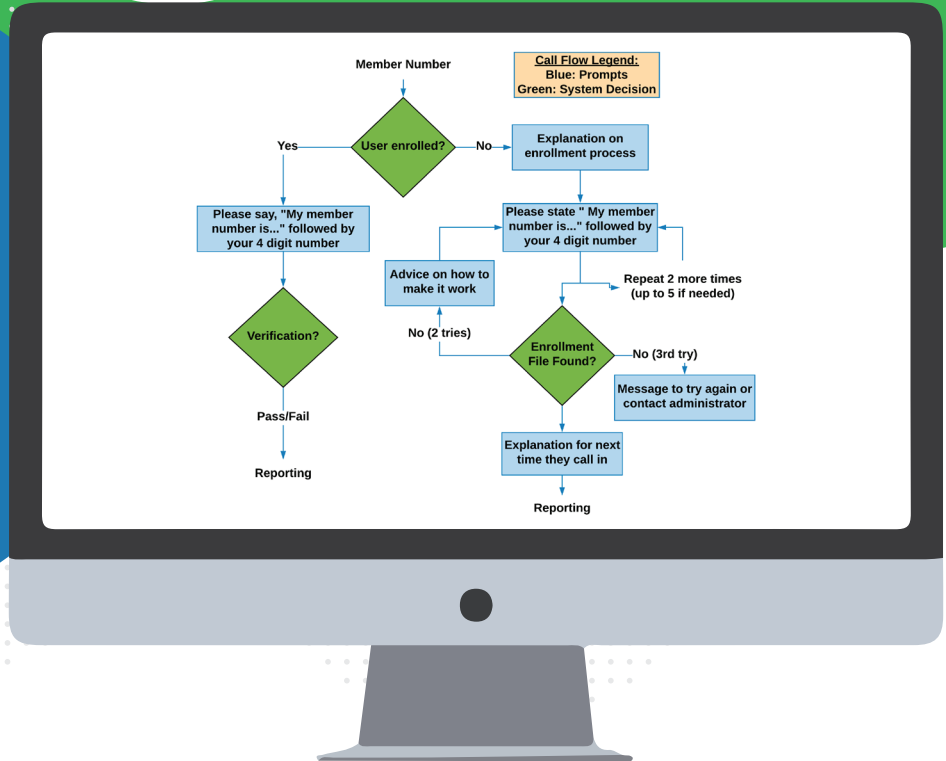 Member Number
Call Flow Legend:
Blue: Prompts
Green: System Decision
User enrolled?
Yes
No
Explanation on
enrollment process
Please say, "My member
number is..." followed by
your 4 digit number
Please state " My member
number is..." followed by
your 4 digit number
Advice on how to
make it work
Repeat 2 more times
(up to 5 if needed)
Verification?
No (2 tries)
Enrollment
File Found?
No (3rd try)
Message to try again or
contact administrator
Pass/Fail
Explanation for next
time they call in
Reporting
Reporting